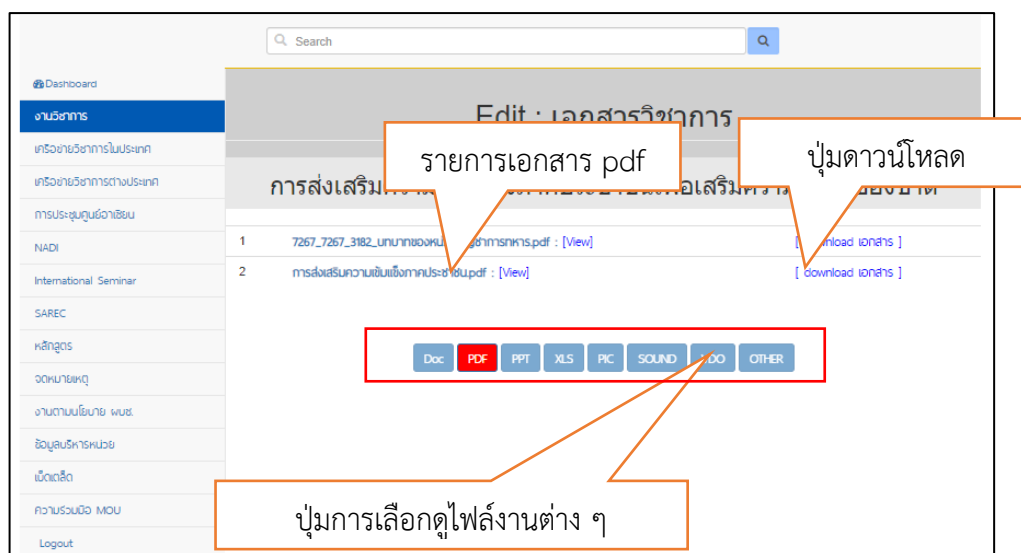 Search
Dashboard
งานวิชาการ
เครือข่ายวิชาการในประเทศ
เครือข่ายวิชาการต่างประเทศ
การประชุมศูนย์อาเซียน
NADI
International Seminar
SAREC
หลักสูตร
จดหมายเหตุ
งานตามนโยบาย ผบช.
ข้อมูลบริหารหน่วย
เบ็ดเตล็ด
ความร่วมมือ MOU
Logout
Edit : เอกสารวิชาการ
รายการเอกสาร pdf
ปุ่มดาวน์โหลด
การส่งเสริม
1 7267_7267_3182_บทบาทของ ชาการทหาร.pdf : [View] [ download เอกสาร ]
2 การส่งเสริมความเข้มแข็งภาคประชาชน.pdf : [View] [ download เอกสาร ]
Doc PDF PPT XLS PIC SOUND VDO OTHER
ปุ่มการเลือกดูไฟล์งานต่าง ๆ